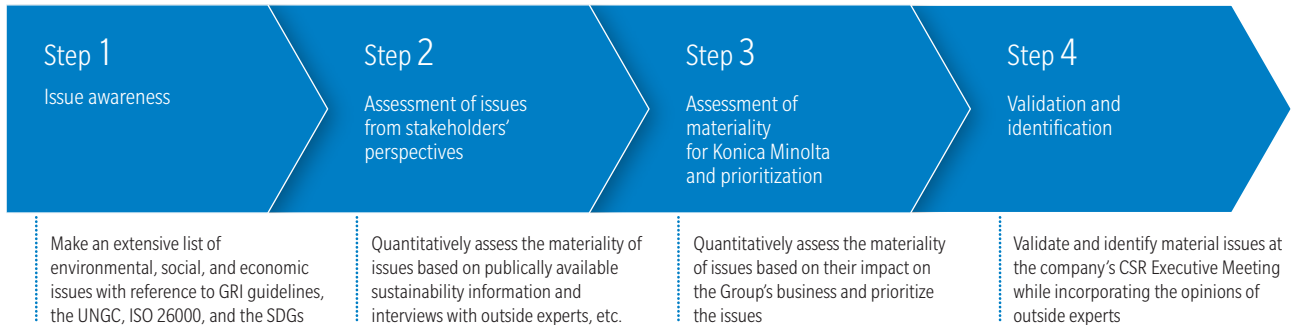 Step 1
Issue awareness
Step 2
Assessment of issues
from stakeholders'
perspectives
Step 3
Assessment of
materiality
for Konica Minolta
and prioritization
Step 4
Validation and
identification
Make an extensive list of
environmental, social, and economic
issues with reference to GRI guidelines,
the UNGC, ISO 26000, and the SDGs
Quantitatively assess the materiality of
issues based on publically available
sustainability information and
interviews with outside experts, etc.
Quantitatively assess the materiality
of issues based on their impact on
the Group's business and prioritize
the issues
Validate and identify material issues at
the company's CSR Executive Meeting
while incorporating the opinions of
outside experts